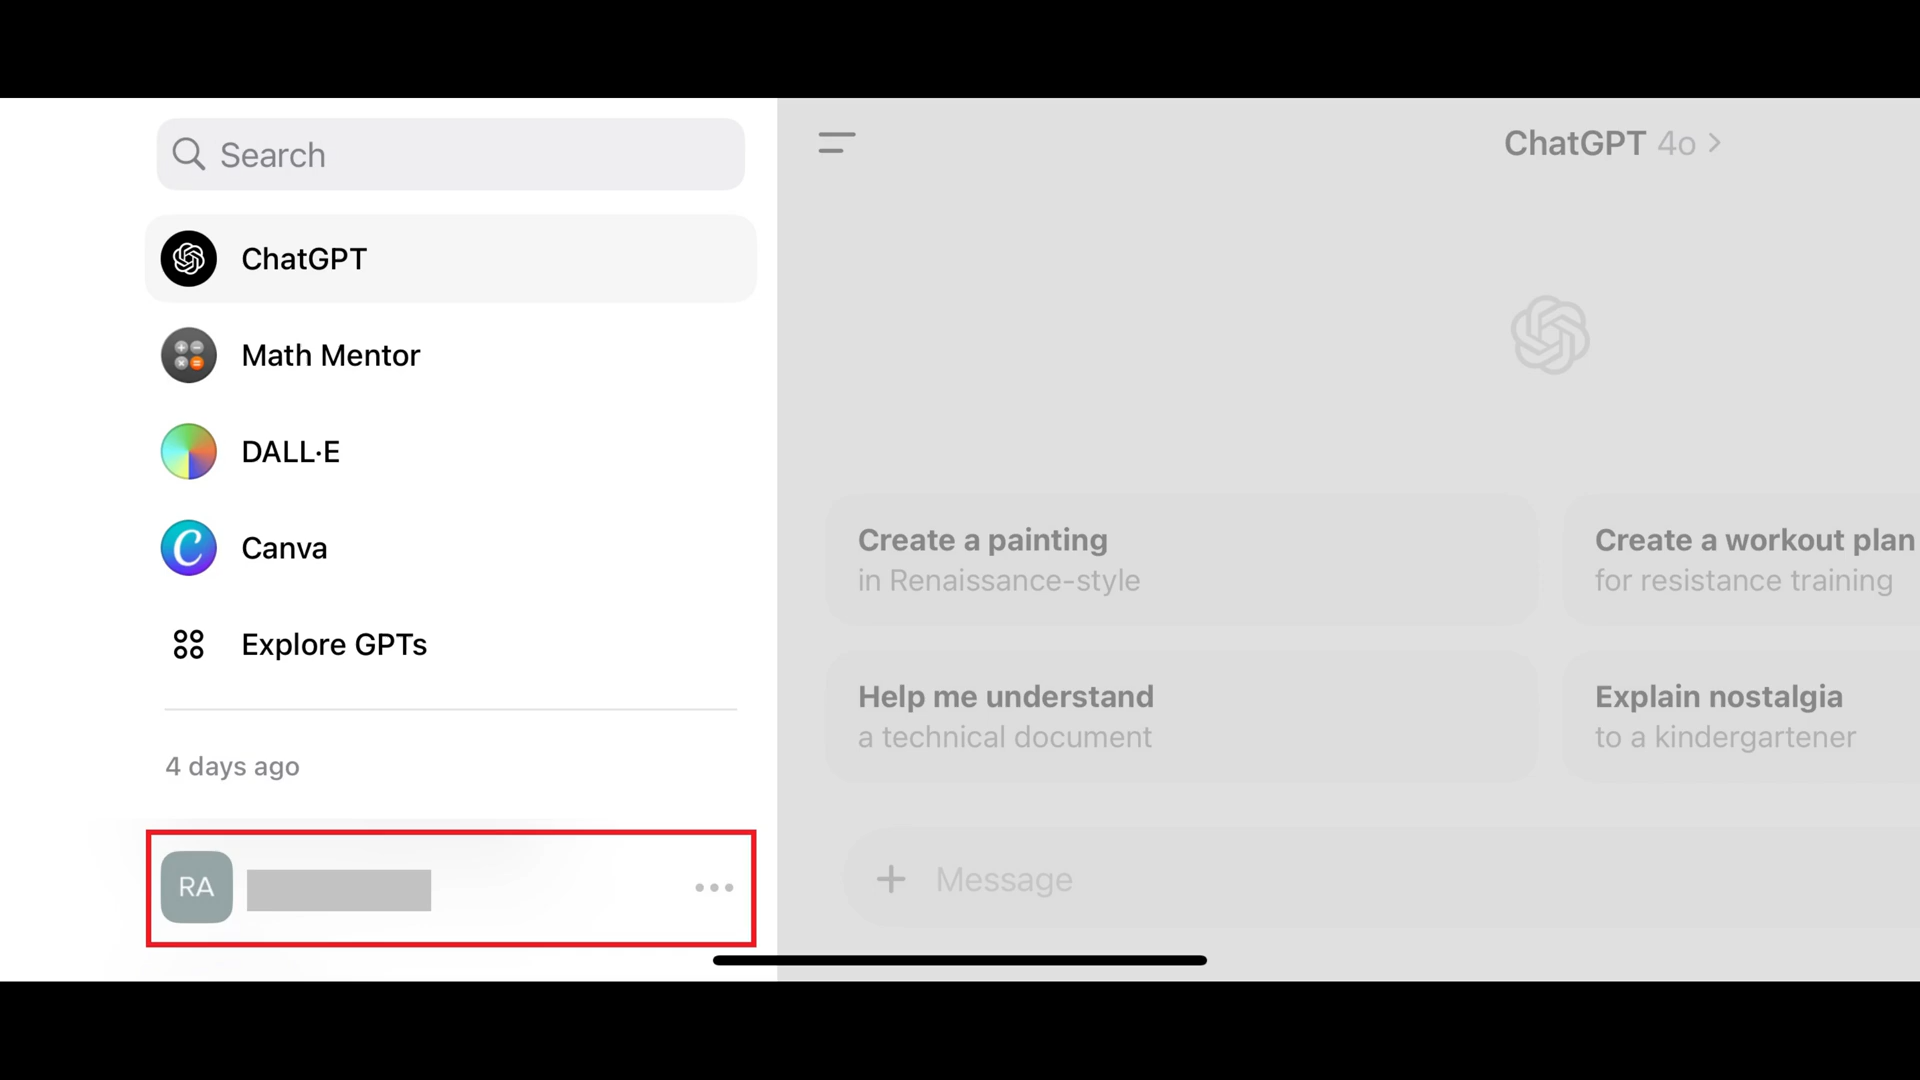 Search
ChatGPT
Math Mentor
DALL·E
Canva
Explore GPTs
4 days ago
RA
ChatGPT 4o
Create a painting
in Renaissance-style
Create a workout plan
for resistance training
Help me understand
a technical document
Explain nostalgia
to a kindergartener
Message